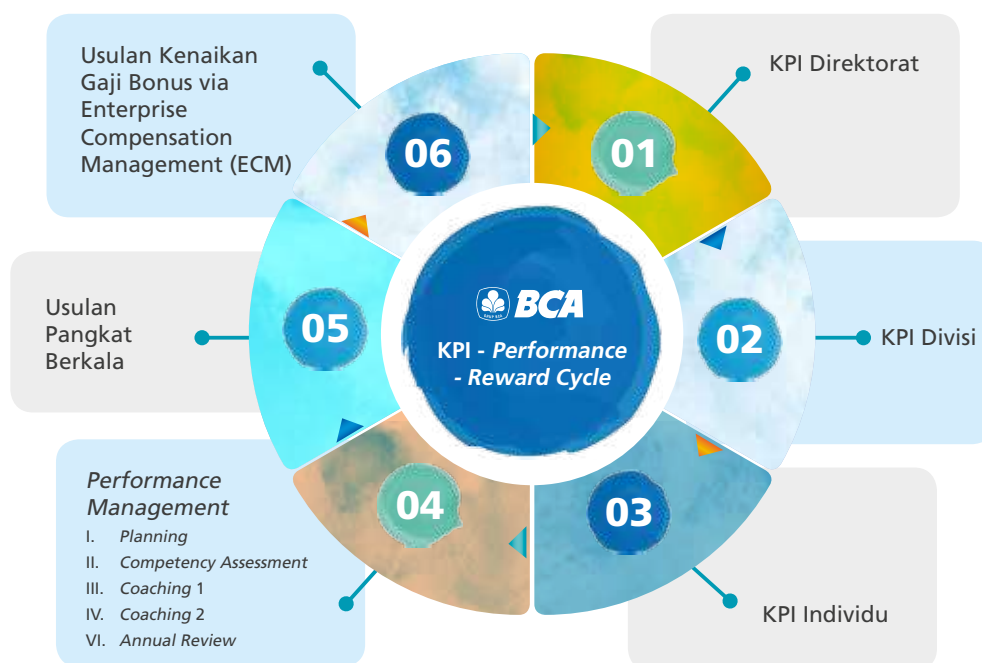 Usulan Kenaikan
Gaji Bonus via
Enterprise
Compensation
Management (ECM)
06
01
KPI Direktorat
Usulan
Pangkat
Berkala
05
BCA
KPI - Performance
- Reward Cycle
02
KPI Divisi
Performance
Management
I. Planning
II. Competency Assessment
III. Coaching 1
IV. Coaching 2
VI. Annual Review
04
03
KPI Individu